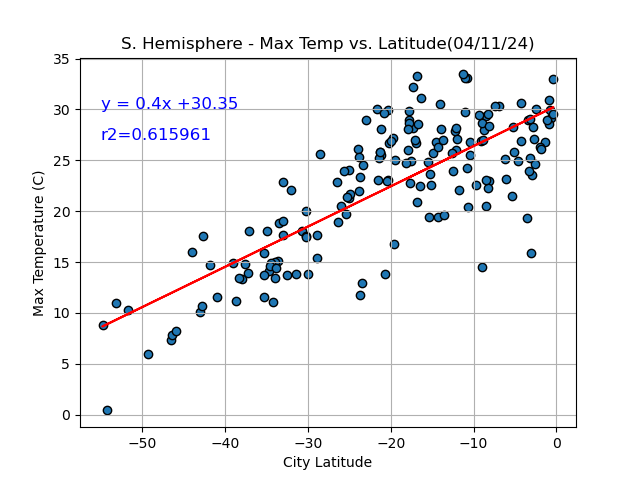 S. Hemisphere - Max Temp vs. Latitude(04/11/24)
35
30
25
20
15
10
5
0
Max Temperature (C)
y = 0.4x +30.35
r2=0.615961
−50
−40
−30
−20
−10
0
City Latitude